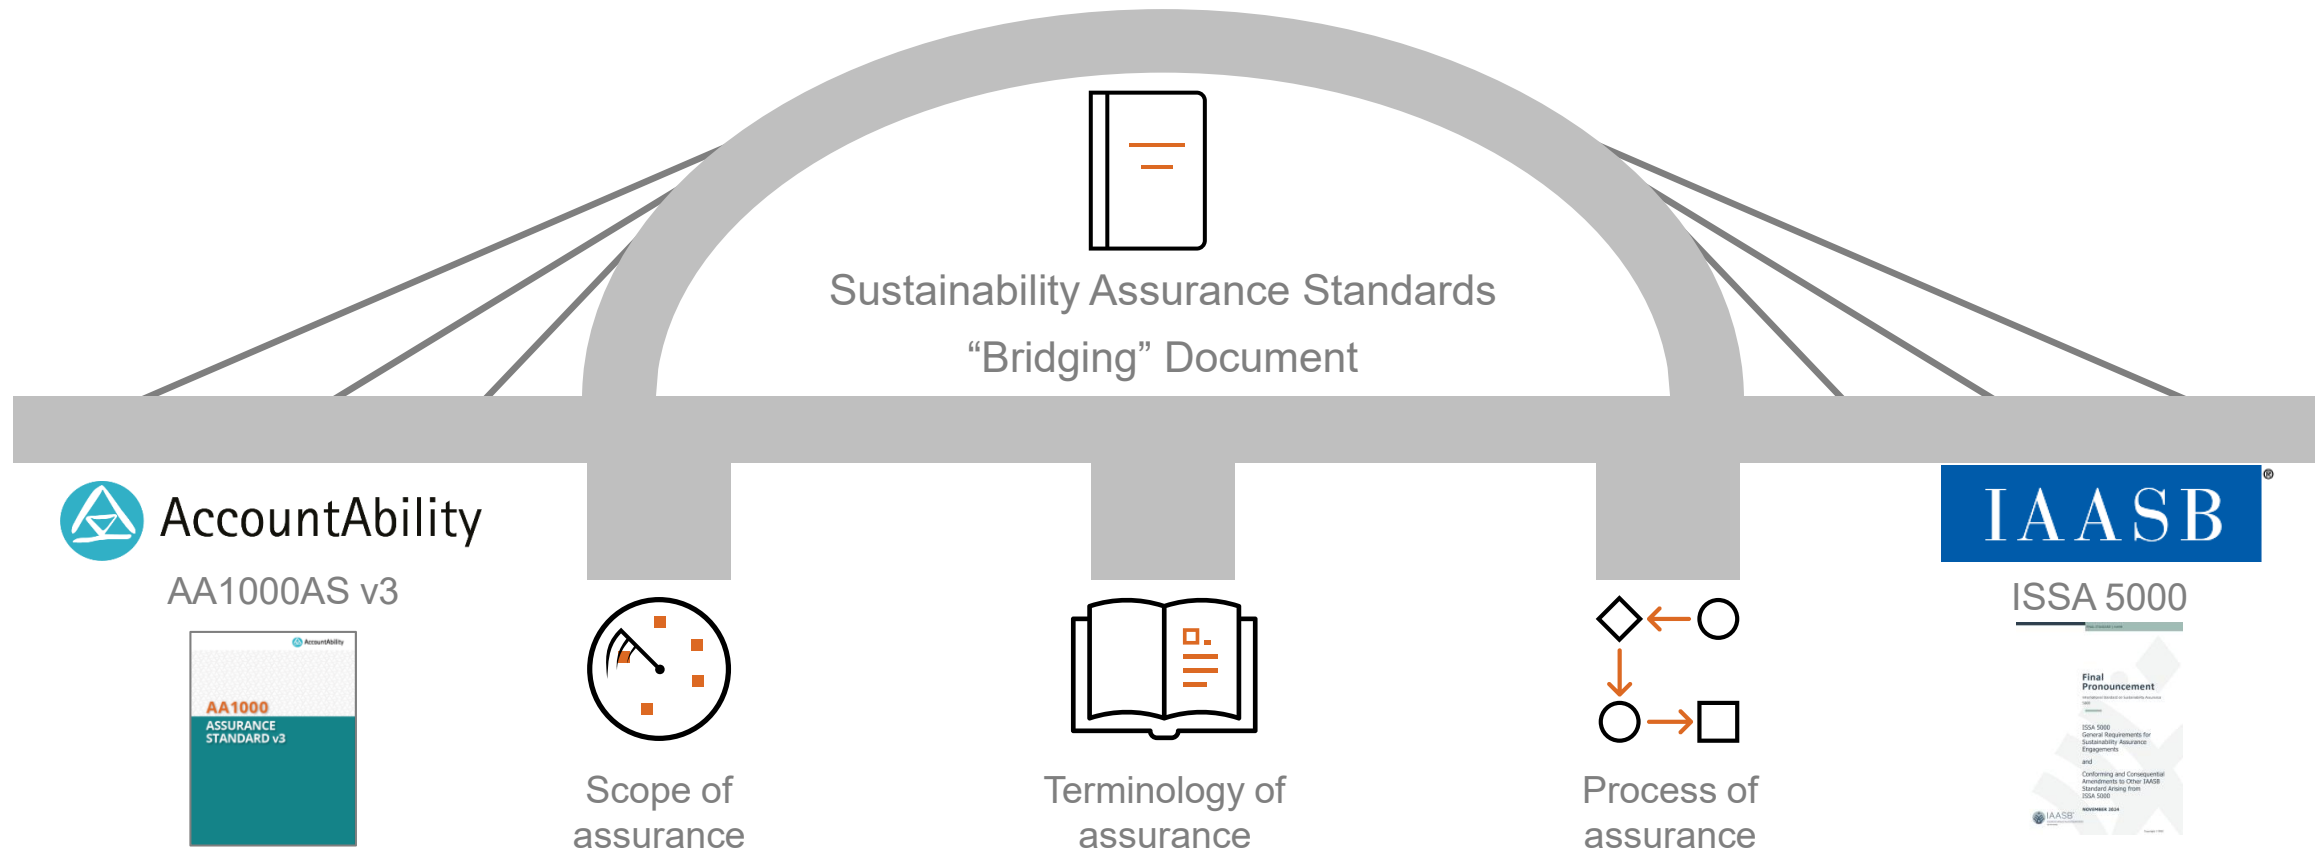 Sustainability Assurance Standards
“Bridging” Document
AccountAbility
AA1000AS v3
AccountAbility
AA1000
ASSURANCE
STANDARD v3
Scope of
assurance
Terminology of
assurance
Process of
assurance
IAASB®
ISSA 5000
Final
Pronouncement
ISSA 5000
General Requirements for
Sustainability Assurance
Engagements
and
Conforming and Consequential
Amendments to Other IAASB
Standard Arising from
ISSA 5000
NOVEMBER 2024
IAASB